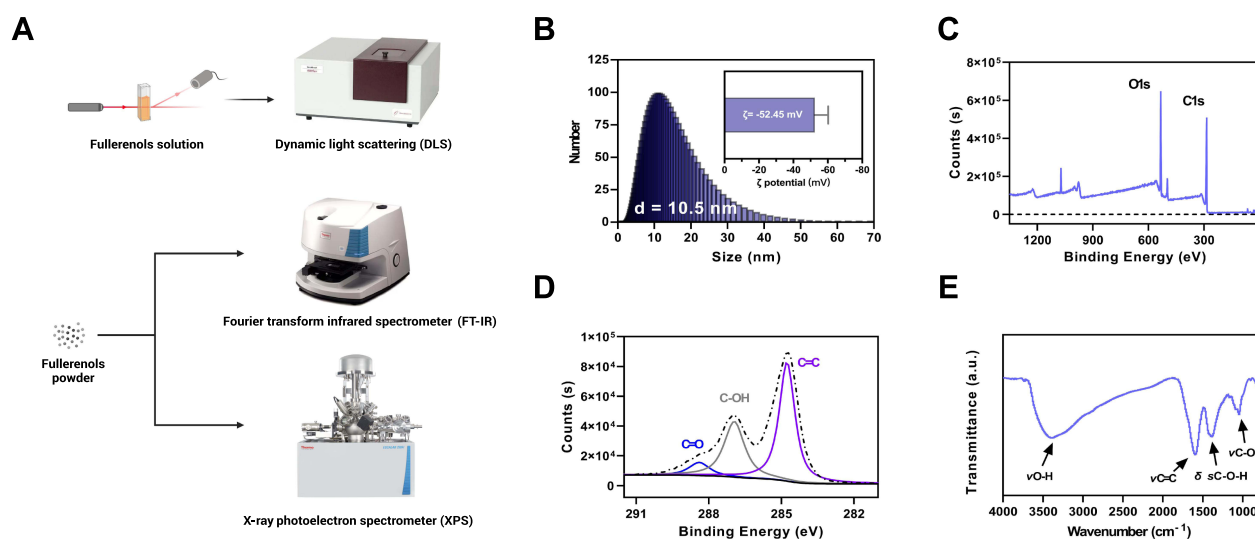 A
Fullerenols solution
Dynamic light scattering (DLS)
Fourier transform infrared spectrometer (FT-IR)
Fullerenols
powder
X-ray photoelectron spectrometer (XPS)
B
Number
125
100
75
50
25
0
d = 10.5 nm
0 10 20 30 40 50 60 70
Size (nm)
ζ= -52.45 mV
0 -20 -40 -60 -80
ζ potential (mV)
C
Counts (s)
8×10⁵
6×10⁵
4×10⁵
2×10⁵
0
O1s
C1s
1200 900 600 300
Binding Energy (eV)
D
Counts (s)
1×10⁵
8×10⁴
6×10⁴
4×10⁴
2×10⁴
0
C=C
C-OH
C=O
291 288 285 282
Binding Energy (eV)
E
Transmittance (a.u.)
νO-H
νC=C
δ sC-O-H
νC-O
4000 3500 3000 2500 2000 1500 1000
Wavenumber (cm⁻¹)